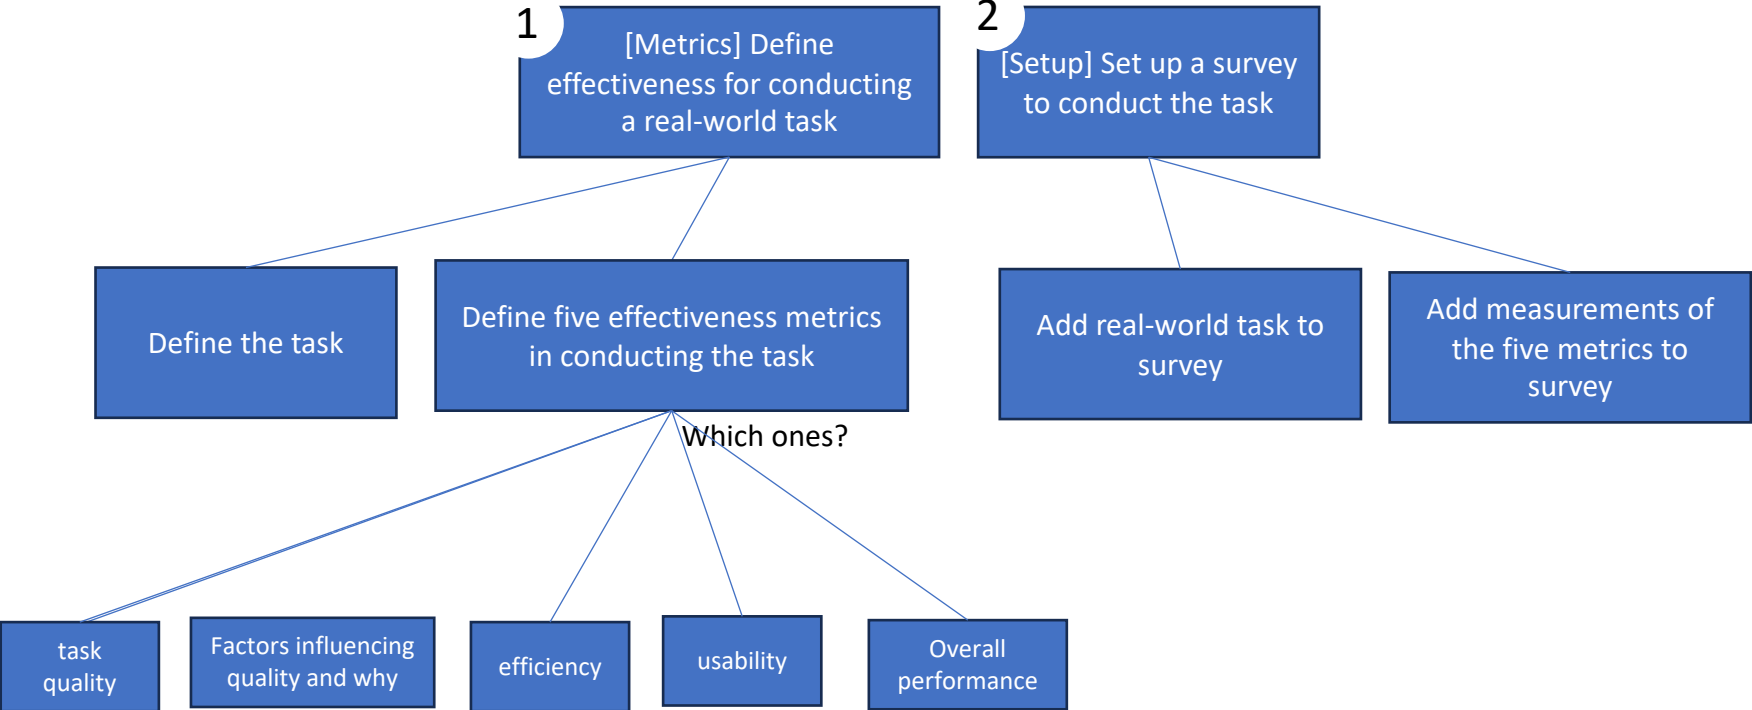 1
[Metrics] Define
effectiveness for conducting
a real-world task
2
[Setup] Set up a survey
to conduct the task
Define the task
Define five effectiveness metrics
in conducting the task
Add real-world task to
survey
Add measurements of
the five metrics to
survey
Which ones?
task
quality
Factors influencing
quality and why
efficiency
usability
Overall
performance